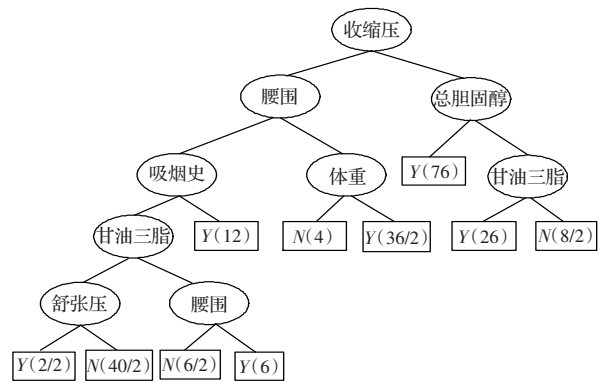 收缩压
腰围 总胆固醇
吸烟史 体重 Y(76) 甘油三脂
甘油三脂 Y(12) N(4) Y(36/2) Y(26) N(8/2)
舒张压 腰围
Y(2/2) N(40/2) N(6/2) Y(6)